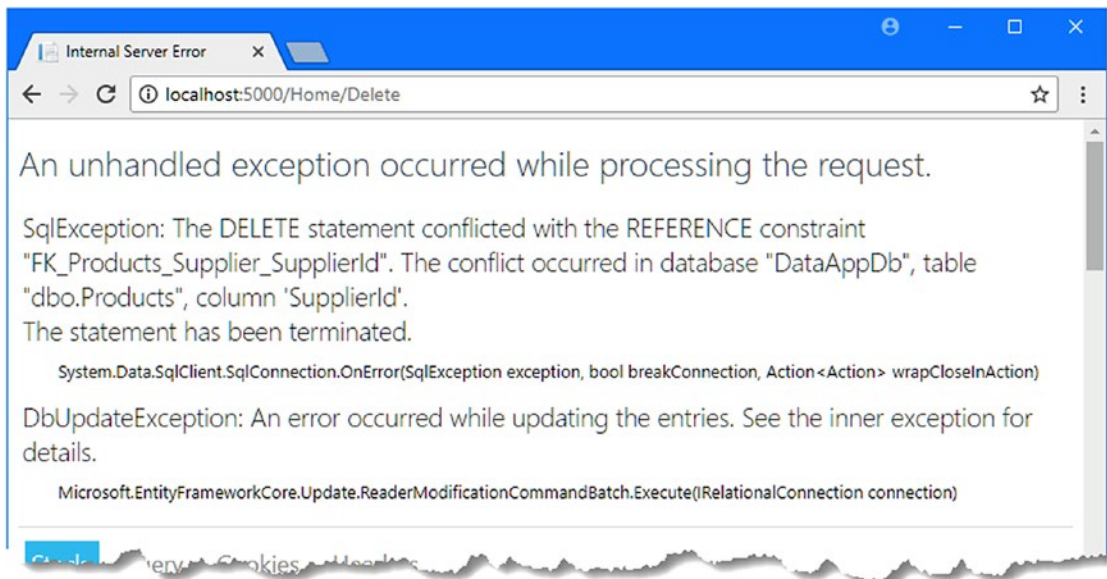 Internal Server Error
localhost:5000/Home/Delete
An unhandled exception occurred while processing the request.
SqlException: The DELETE statement conflicted with the REFERENCE constraint
"FK_Products_Supplier_SupplierId". The conflict occurred in database "DataAppDb", table
"dbo.Products", column 'SupplierId'.
The statement has been terminated.
System.Data.SqlClient.SqlConnection.OnError(SqlException exception, bool breakConnection, Action<Action> wrapCloseInAction)
DbUpdateException: An error occurred while updating the entries. See the inner exception for
details.
Microsoft.EntityFrameworkCore.Update.ReaderModificationCommandBatch.Execute(IRelationalConnection connection)